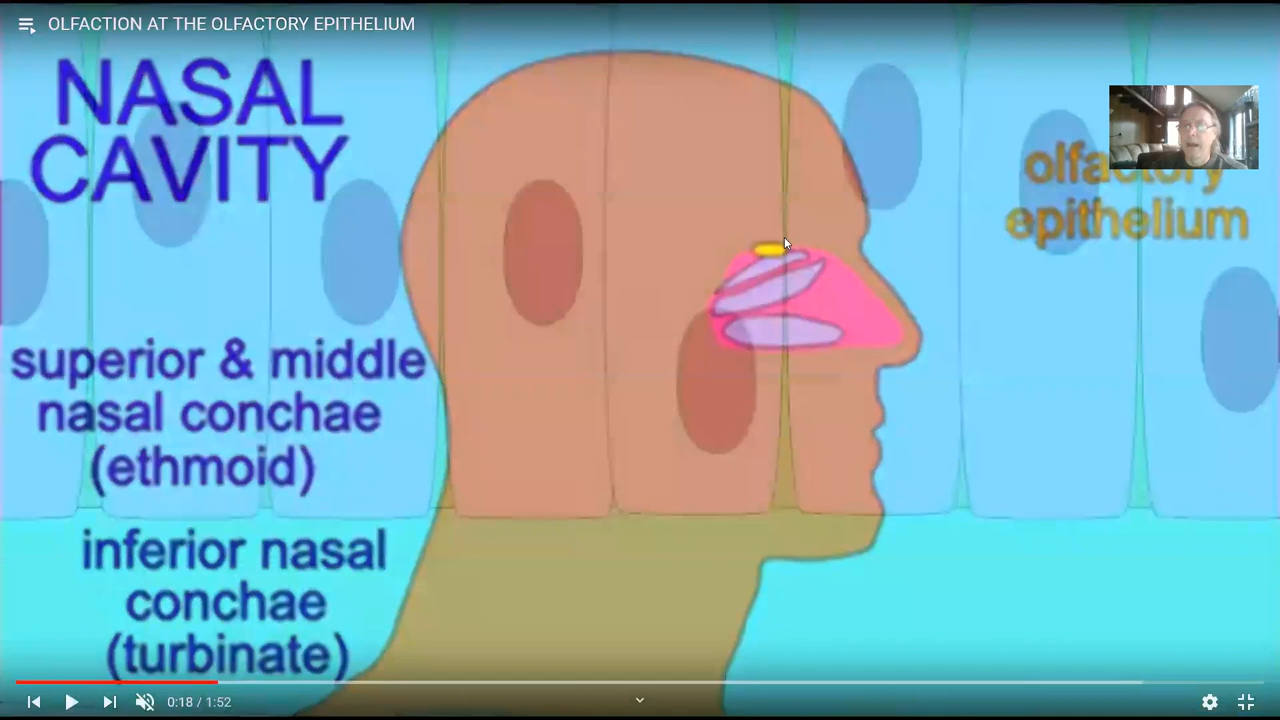 OLFACTION AT THE OLFACTORY EPITHELIUM
NASAL
CAVITY
olfactory
epithelium
superior & middle
nasal conchae
(ethmoid)
inferior nasal
conchae
(turbinate)
0:18 / 1:52